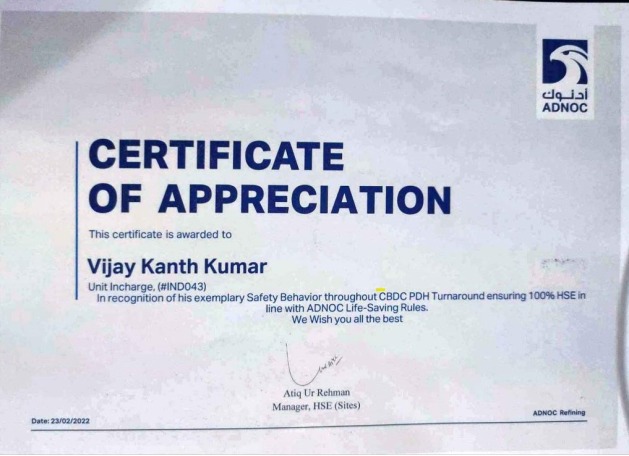 أدنوك
ADNOC
CERTIFICATE
OF APPRECIATION
This certificate is awarded to
Vijay Kanth Kumar
Unit Incharge, (#IND043)
In recognition of his exemplary Safety Behavior throughout CBDC PDH Turnaround ensuring 100% HSE in
line with ADNOC Life-Saving Rules.
We Wish you all the best
Atiq Ur Rehman
Manager, HSE (Sites)
ADNOC Refining
Date: 23/02/2022